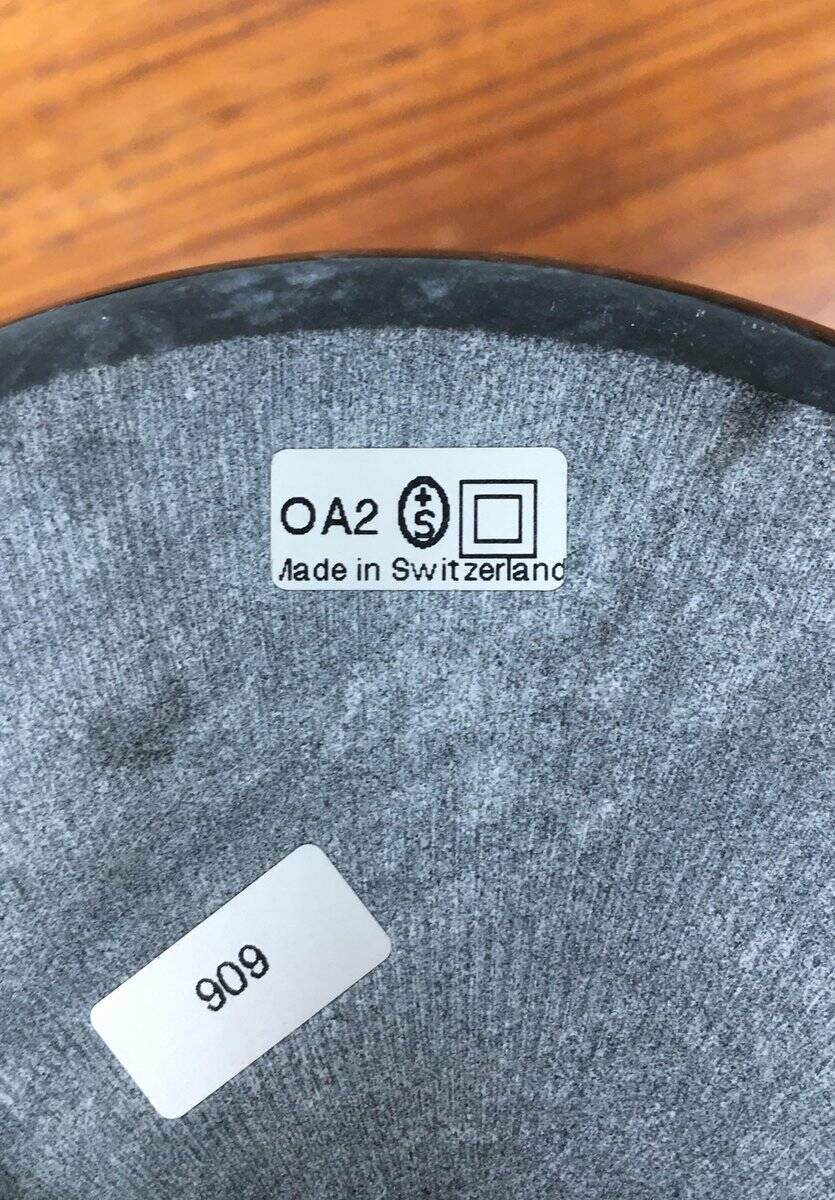 OA2 +S
Made in Switzerland
909